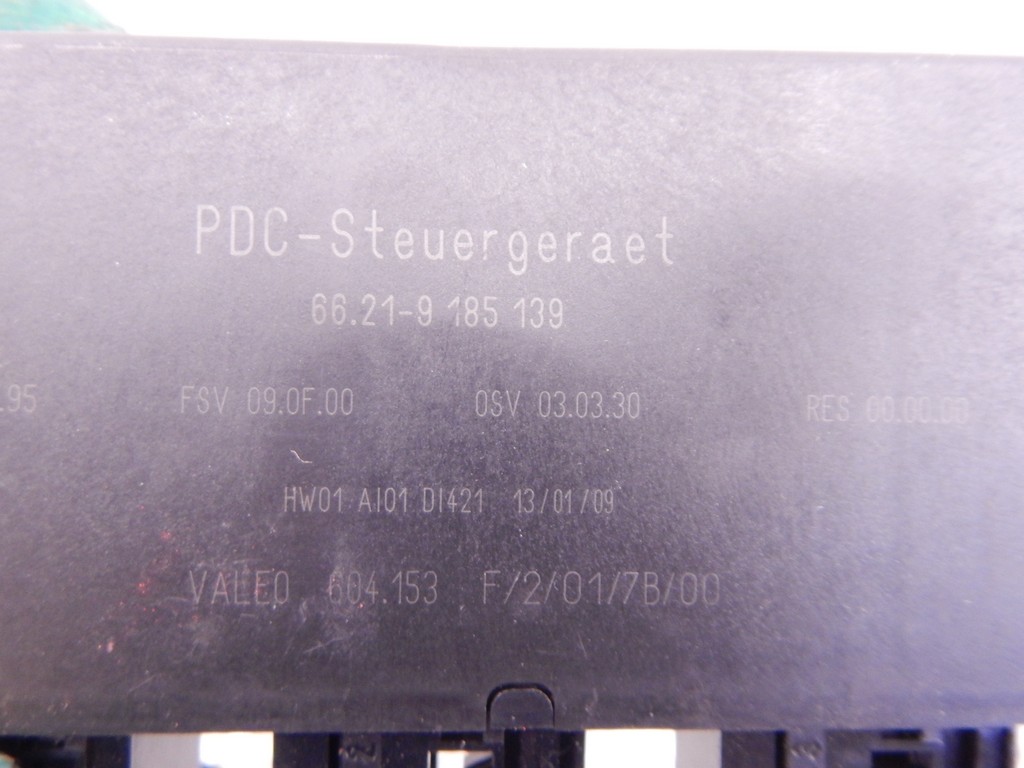 PDC-Steuergeraet
66.21-9 185 139
.95 FSV 09.0F.00 OSV 03.03.30 RES 00.00.00
HW01 AI01 DI421 13/01/09
VALEO 604.153 F/2/01/7B/00